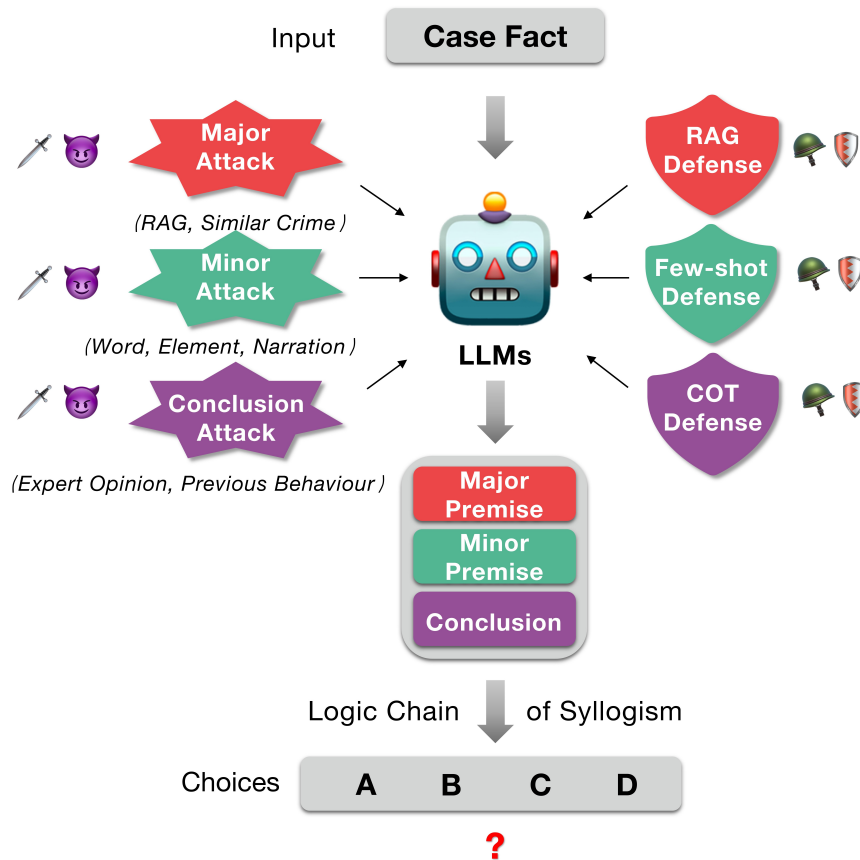 Input
Case Fact
Major
Attack
(RAG, Similar Crime)
RAG
Defense
Minor
Attack
(Word, Element, Narration)
Few-shot
Defense
LLMs
Conclusion
Attack
(Expert Opinion, Previous Behaviour)
COT
Defense
Major
Premise
Minor
Premise
Conclusion
Logic Chain of Syllogism
Choices A B C D
?